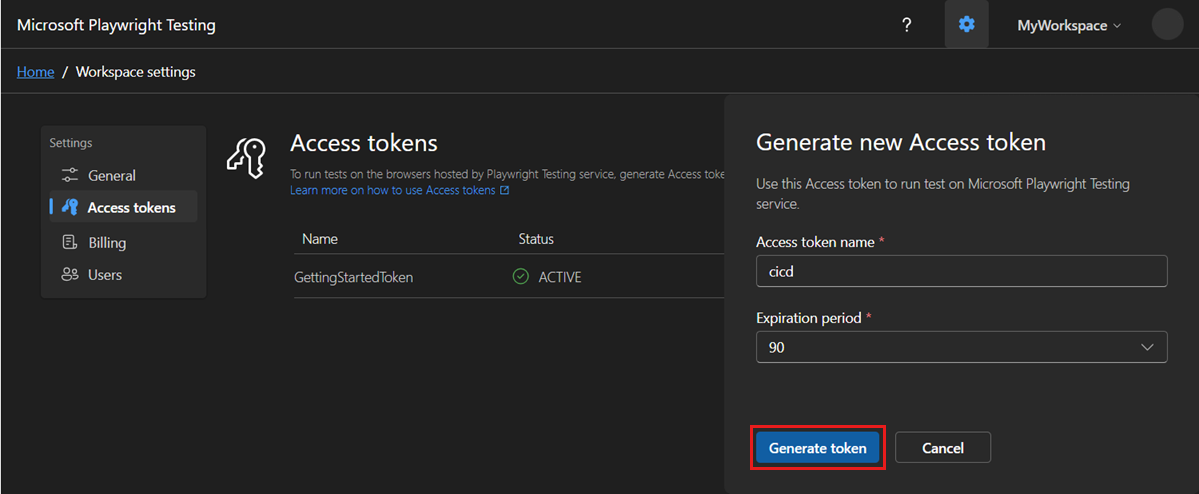 Microsoft Playwright Testing
?
MyWorkspace
Home / Workspace settings
Settings
General
Access tokens
Billing
Users
Access tokens
To run tests on the browsers hosted by Playwright Testing service, generate Access toke
Learn more on how to use Access tokens
Name Status
GettingStartedToken ACTIVE
Generate new Access token
Use this Access token to run test on Microsoft Playwright Testing
service.
Access token name *
cicd
Expiration period *
90
Generate token Cancel